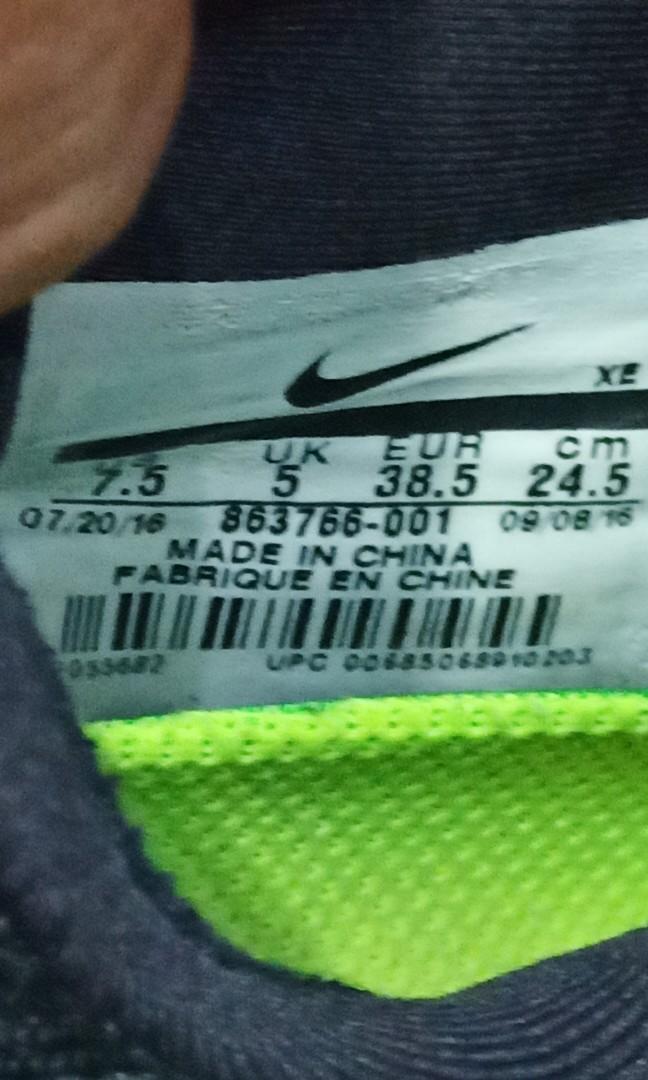 XE
UK EUR cm
7.5 5 38.5 24.5
07/20/16 863766-001 09/08/16
MADE IN CHINA
FABRIQUE EN CHINE
UPC 00685068910203